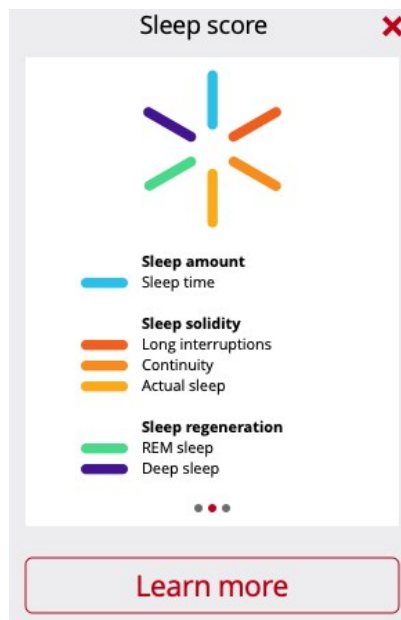 Sleep score
Sleep amount
Sleep time
Sleep solidity
Long interruptions
Continuity
Actual sleep
Sleep regeneration
REM sleep
Deep sleep
Learn more